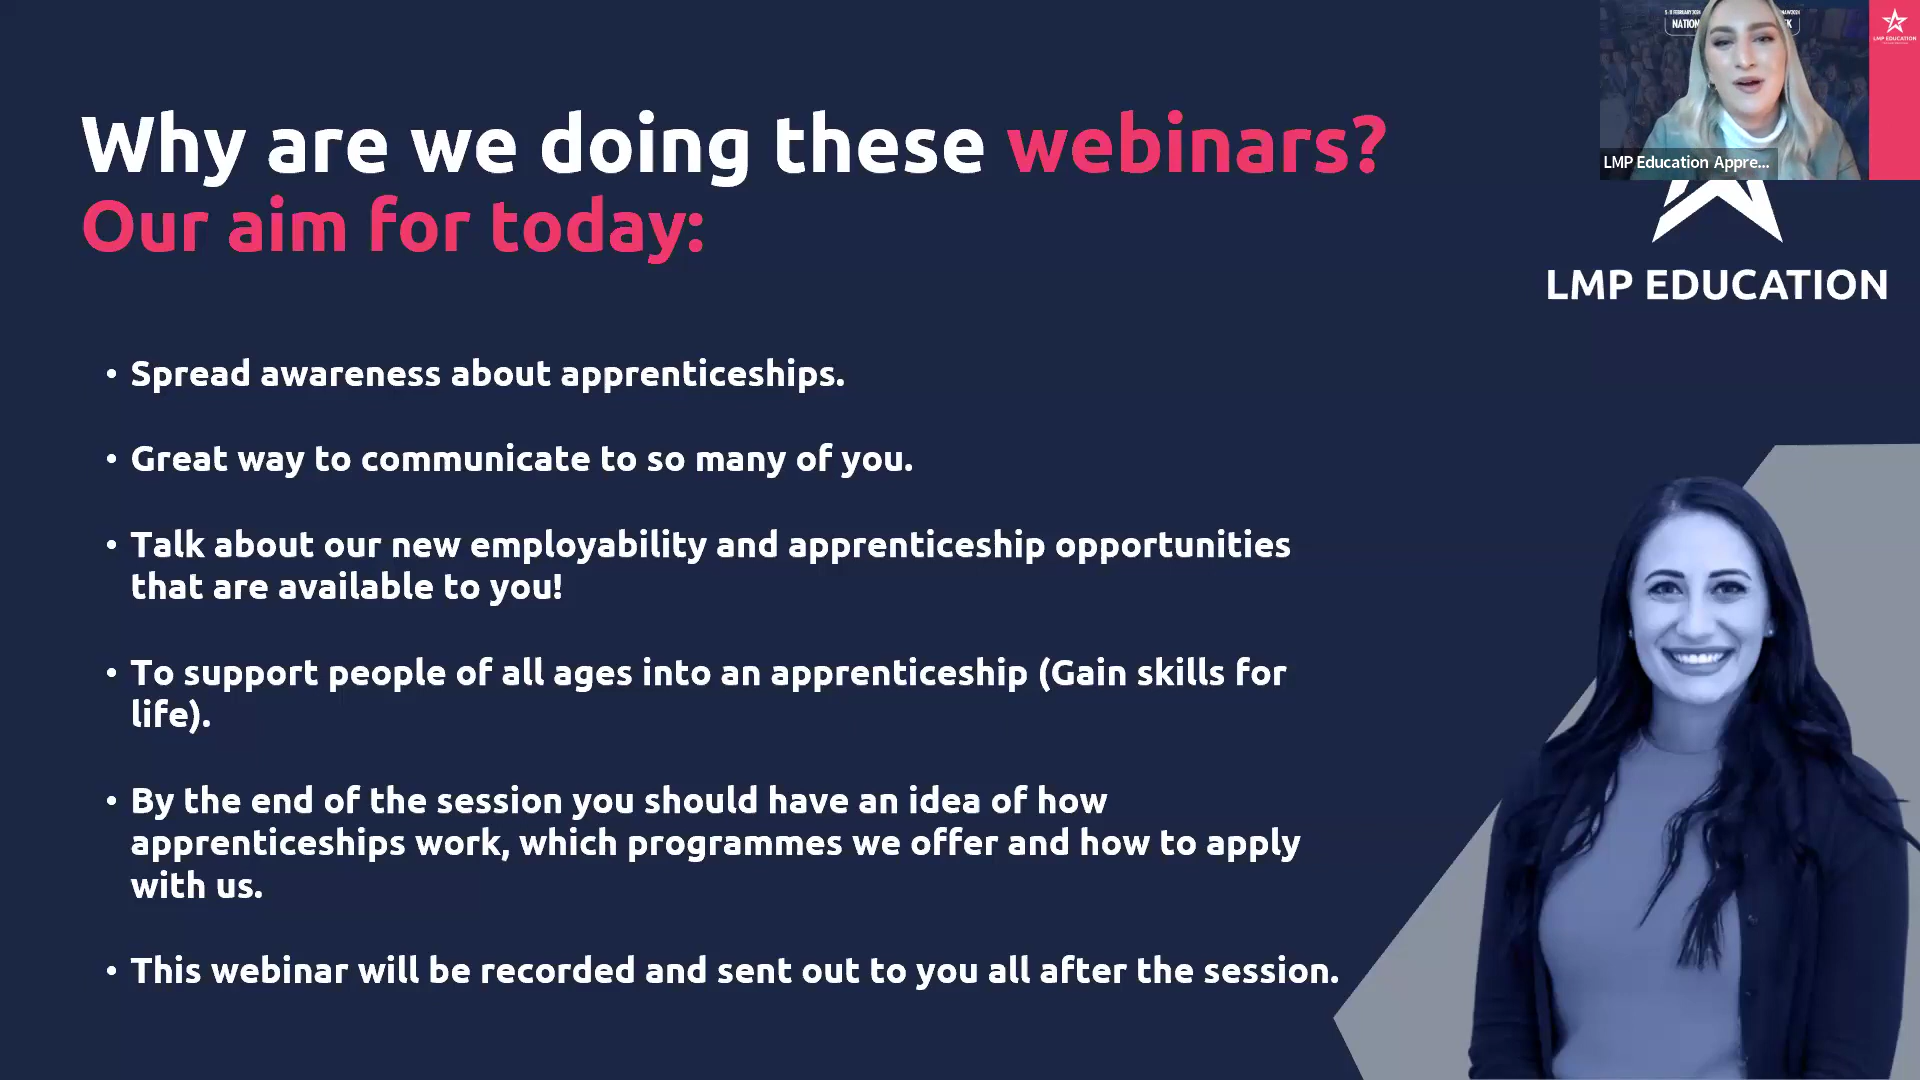 Why are we doing these webinars?
Our aim for today:
• Spread awareness about apprenticeships.
• Great way to communicate to so many of you.
• Talk about our new employability and apprenticeship opportunities
that are available to you!
• To support people of all ages into an apprenticeship (Gain skills for
life).
• By the end of the session you should have an idea of how
apprenticeships work, which programmes we offer and how to apply
with us.
• This webinar will be recorded and sent out to you all after the session.
LMP Education Appre...
LMP EDUCATION
LMP EDUCATION